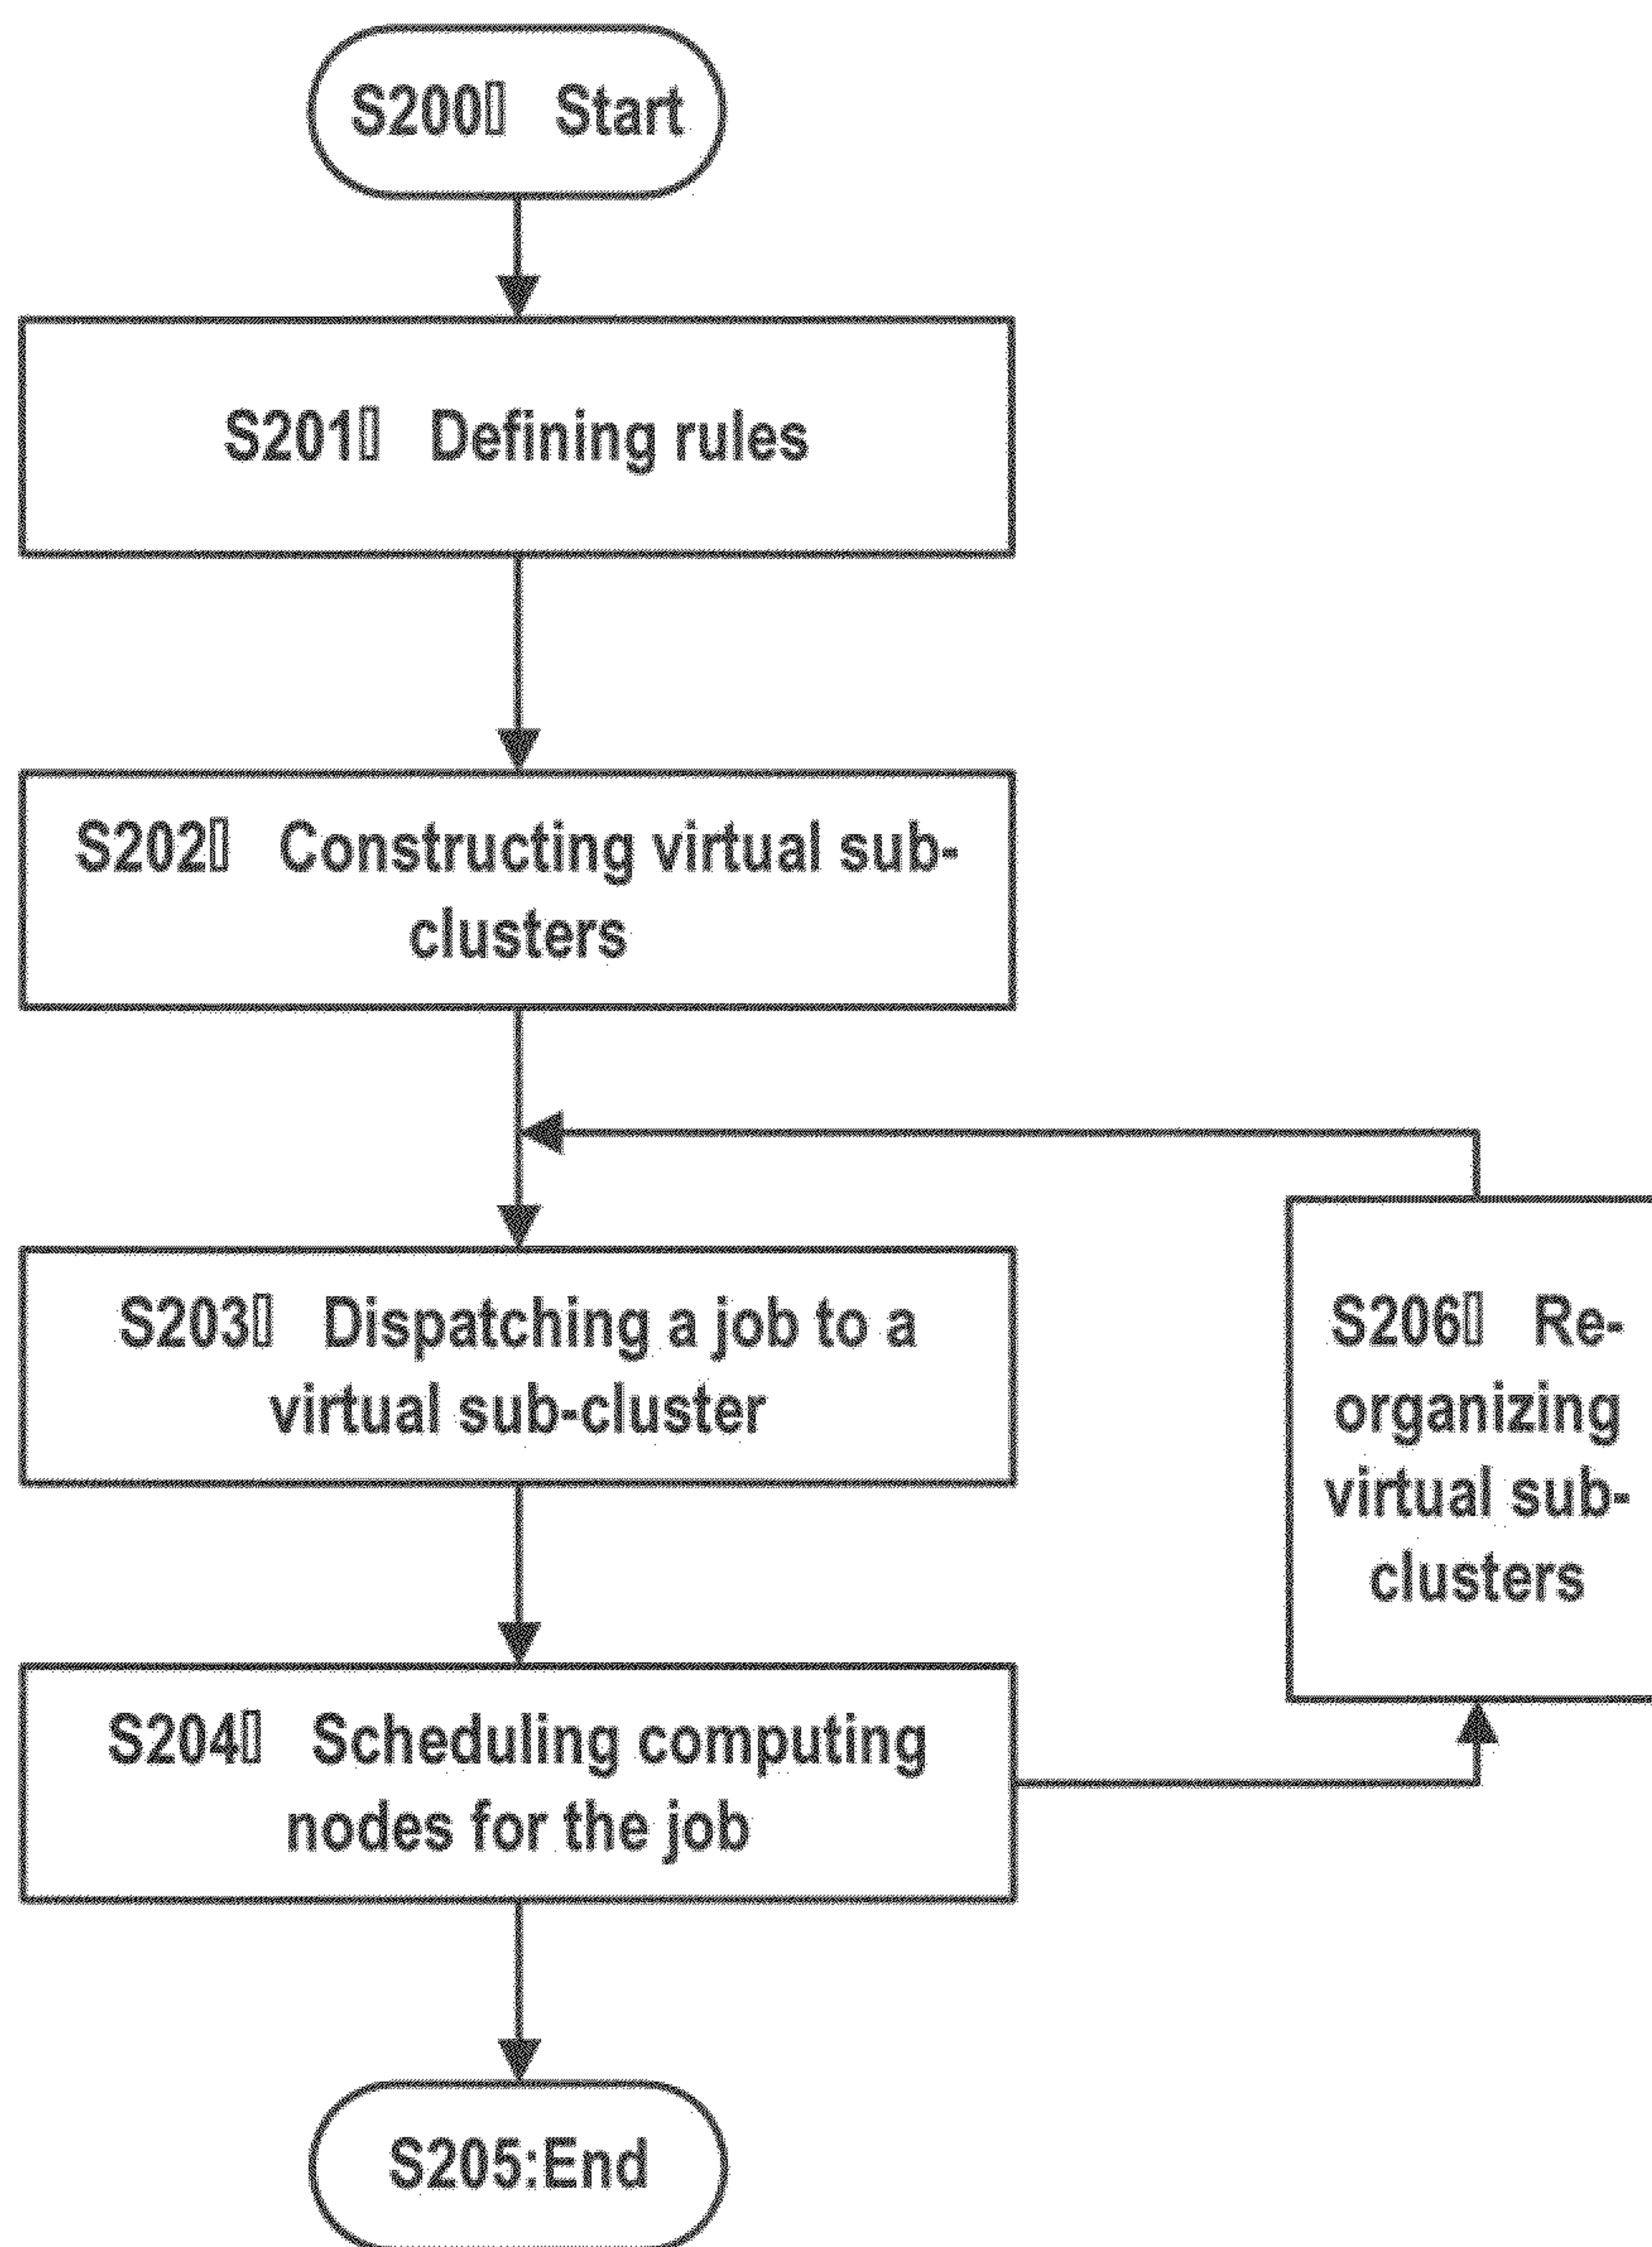 S200▯ Start
S201▯ Defining rules
S202▯ Constructing virtual sub-
clusters
S203▯ Dispatching a job to a
virtual sub-cluster
S206▯ Re-
organizing
virtual sub-
clusters
S204▯ Scheduling computing
nodes for the job
S205:End